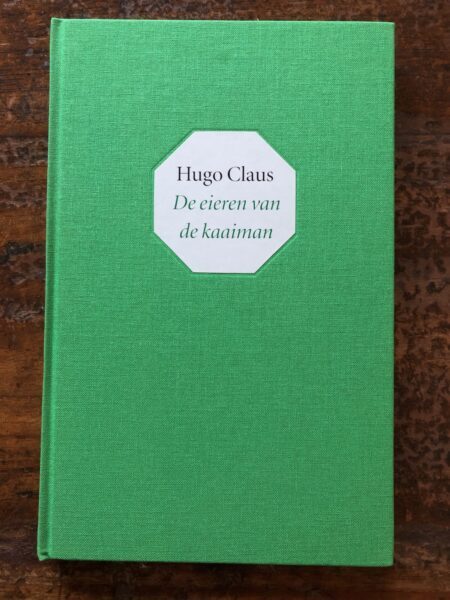 Hugo Claus
De eieren van
de kaaiman